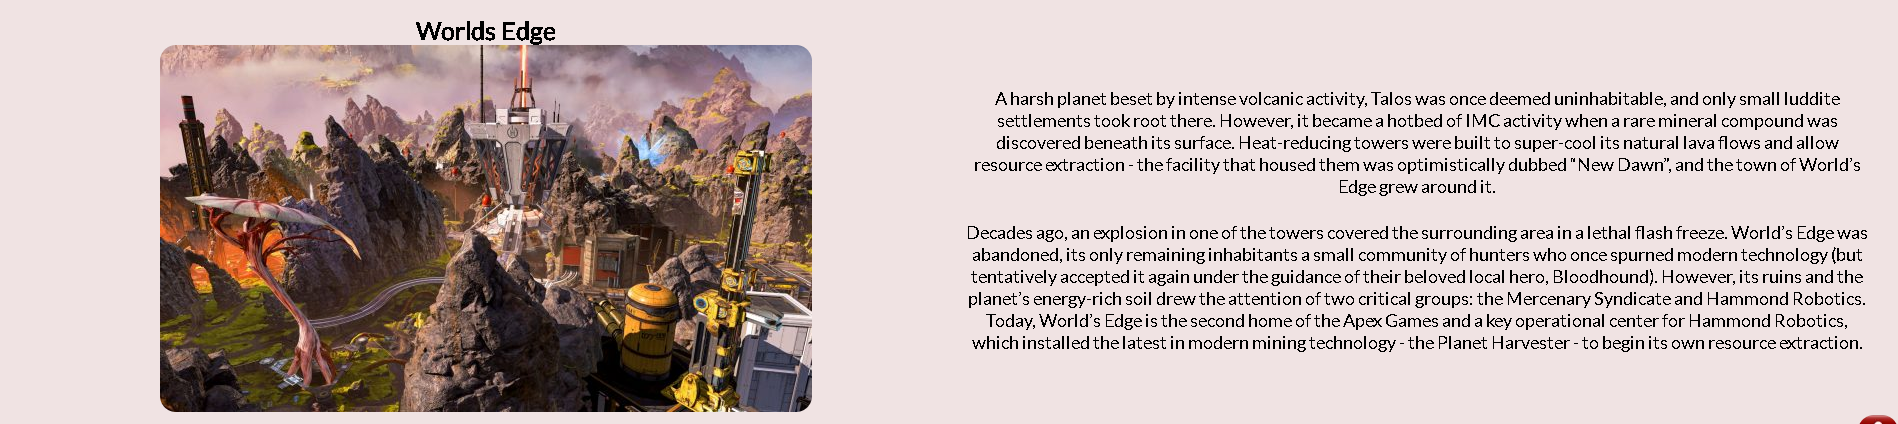 Worlds Edge
A harsh planet beset by intense volcanic activity, Talos was once deemed uninhabitable, and only small luddite
settlements took root there. However, it became a hotbed of IMC activity when a rare mineral compound was
discovered beneath its surface. Heat-reducing towers were built to super-cool its natural lava flows and allow
resource extraction - the facility that housed them was optimistically dubbed “New Dawn”, and the town of World’s
Edge grew around it.
Decades ago, an explosion in one of the towers covered the surrounding area in a lethal flash freeze. World’s Edge was
abandoned, its only remaining inhabitants a small community of hunters who once spurned modern technology (but
tentatively accepted it again under the guidance of their beloved local hero, Bloodhound). However, its ruins and the
planet’s energy-rich soil drew the attention of two critical groups: the Mercenary Syndicate and Hammond Robotics.
Today, World’s Edge is the second home of the Apex Games and a key operational center for Hammond Robotics,
which installed the latest in modern mining technology - the Planet Harvester - to begin its own resource extraction.